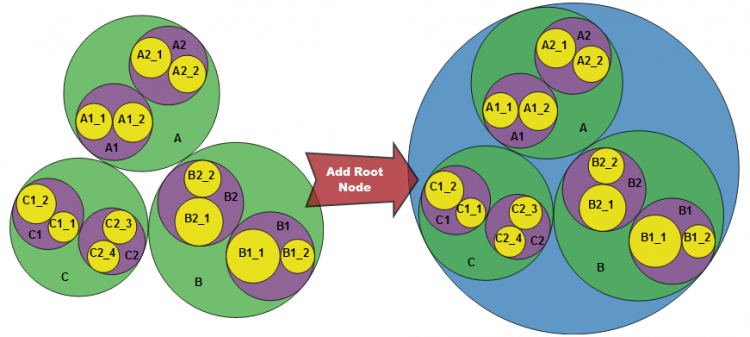 A2
A2_1
A2_2
A1_1
A1_2
A1
A
B2_2
B2
B2_1
B1
B1_1
B1_2
B
C1_2
C1_1
C1
C2_3
C2_4
C2
C
Add Root
Node
A2
A2_1
A2_2
A1_1
A1_2
A1
A
B2_2
B2
B2_1
B1
B1_1
B1_2
B
C1_2
C1_1
C1
C2_3
C2_4
C2
C